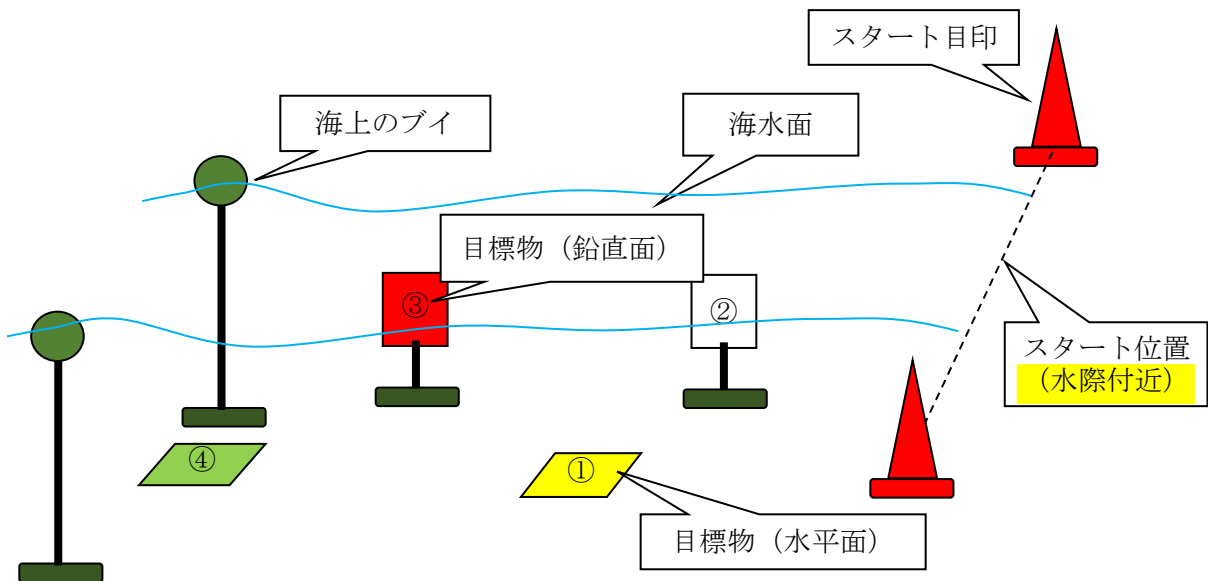 スタート目印
海上のブイ
海水面
目標物（鉛直面）
③
②
スタート位置
（水際付近）
④
①
目標物（水平面）